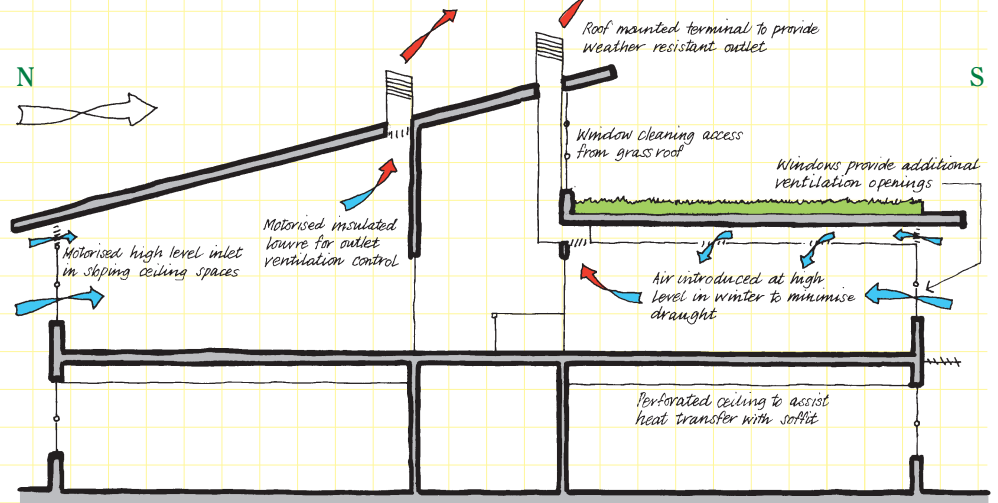 Roof mounted terminal to provide
weather resistant outlet
N
S
Window cleaning access
from grass roof
Windows provide additional
ventilation openings
Motorised insulated
louvre for outlet
ventilation control
Motorised high level inlet
in sloping ceiling spaces
Air introduced at high
level in winter to minimise
draught
Perforated ceiling to assist
heat transfer with soffit